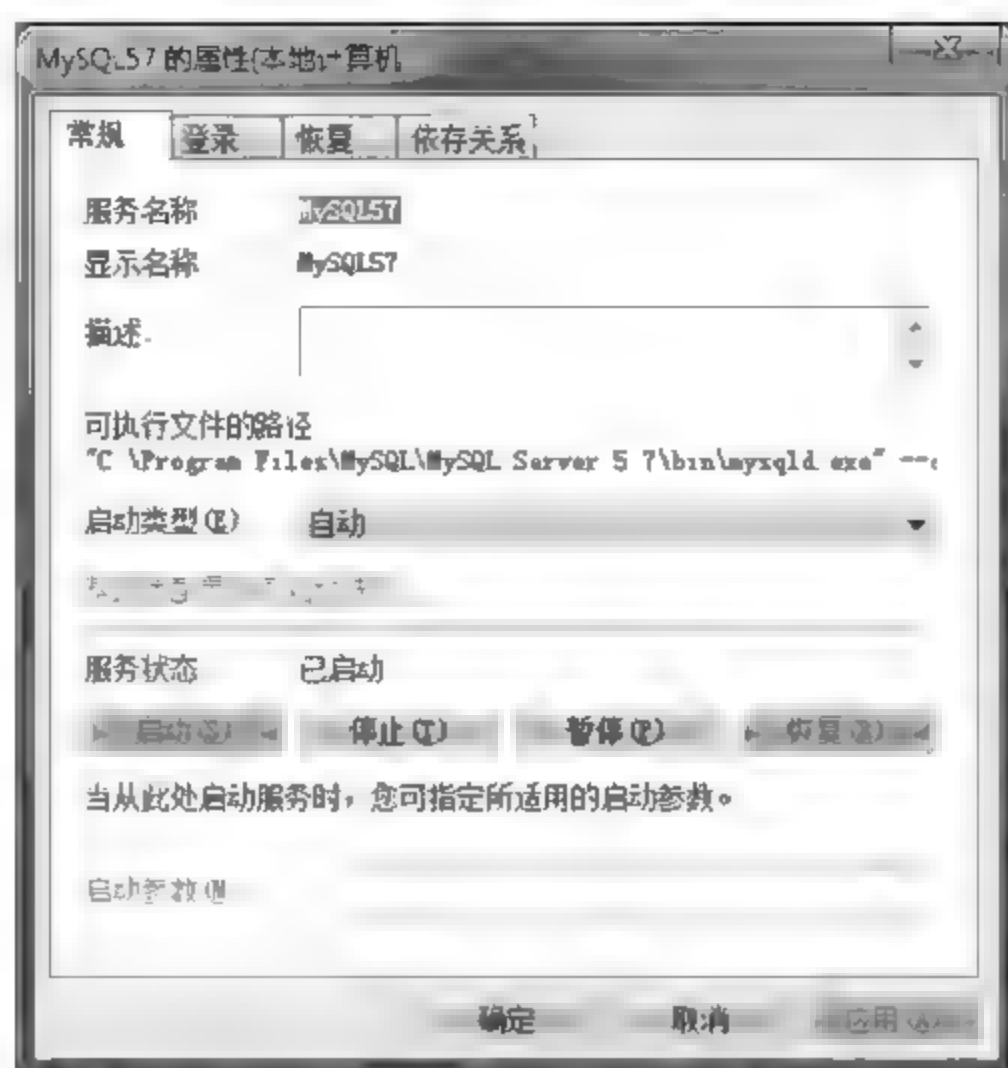 MySQL57 的属性(本地计算机
常规 登录 恢复 依存关系
服务名称 MySQL57
显示名称 MySQL57
描述
可执行文件的路径
"C \Program Files\MySQL\MySQL Server 5 7\bin\mysqld exe" --
启动类型(E) 自动
服务状态 已启动
启动(S) 停止(T) 暂停(P) 恢复(R)
当从此处启动服务时，您可指定所适用的启动参数。
启动参数(M
确定 取消 应用(A)